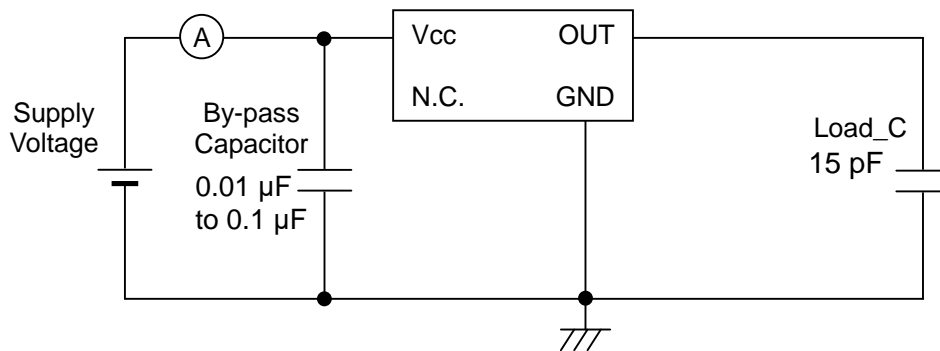 A
Vcc
OUT
N.C.
GND
Supply
Voltage
By-pass
Capacitor
0.01 µF
to 0.1 µF
Load_C
15 pF